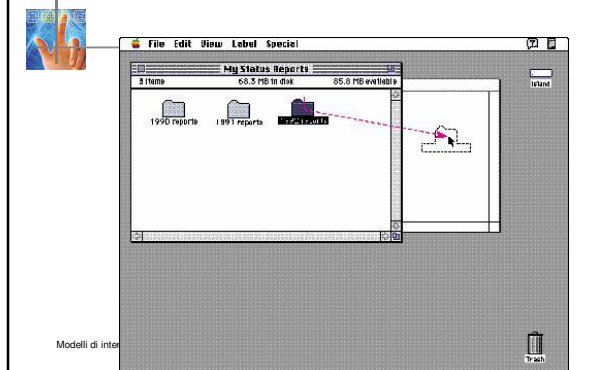 File Edit View Label Special
My Status Reports
3 items 68.3 MB in disk 85.8 MB available
Island
1990 reports 1991 reports
Modelli di inter
Trash